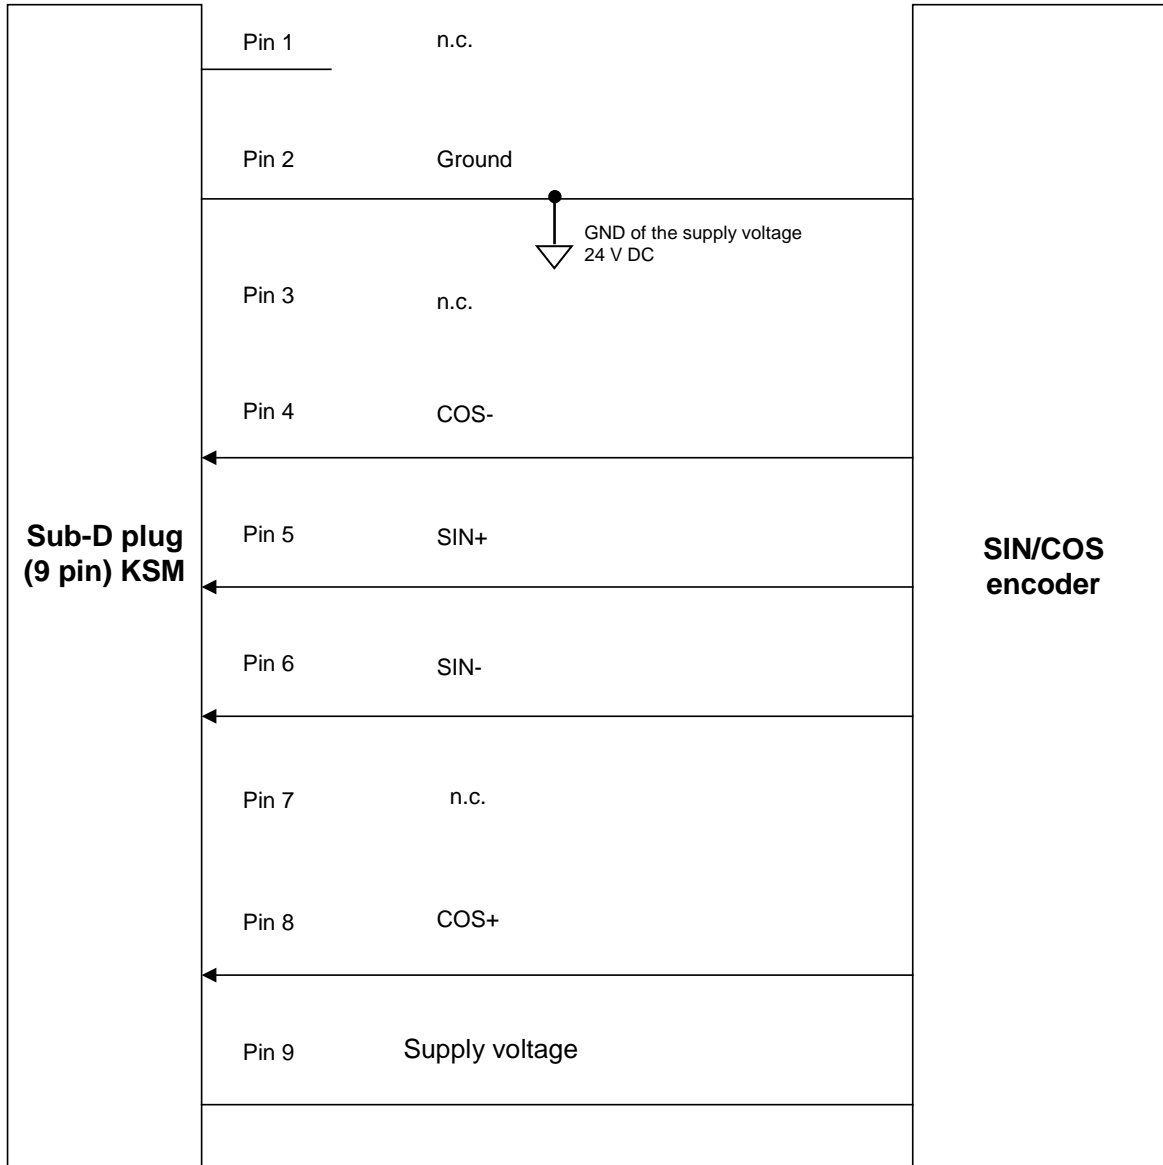 Pin 1 n.c.
Pin 2 Ground
GND of the supply voltage
24 V DC
Pin 3 n.c.
Pin 4 COS-
Sub-D plug
(9 pin) KSM
Pin 5 SIN+
SIN/COS
encoder
Pin 6 SIN-
Pin 7 n.c.
Pin 8 COS+
Pin 9 Supply voltage